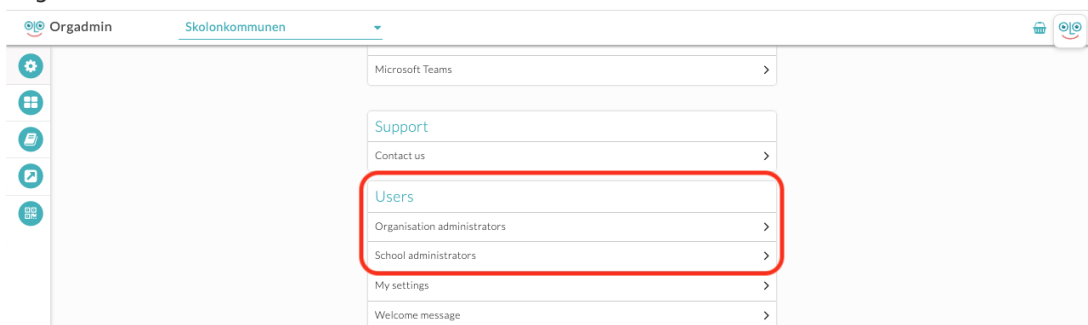 Orgadmin
Skolonkommunen
Microsoft Teams
Support
Contact us
Users
Organisation administrators
School administrators
My settings
Welcome message